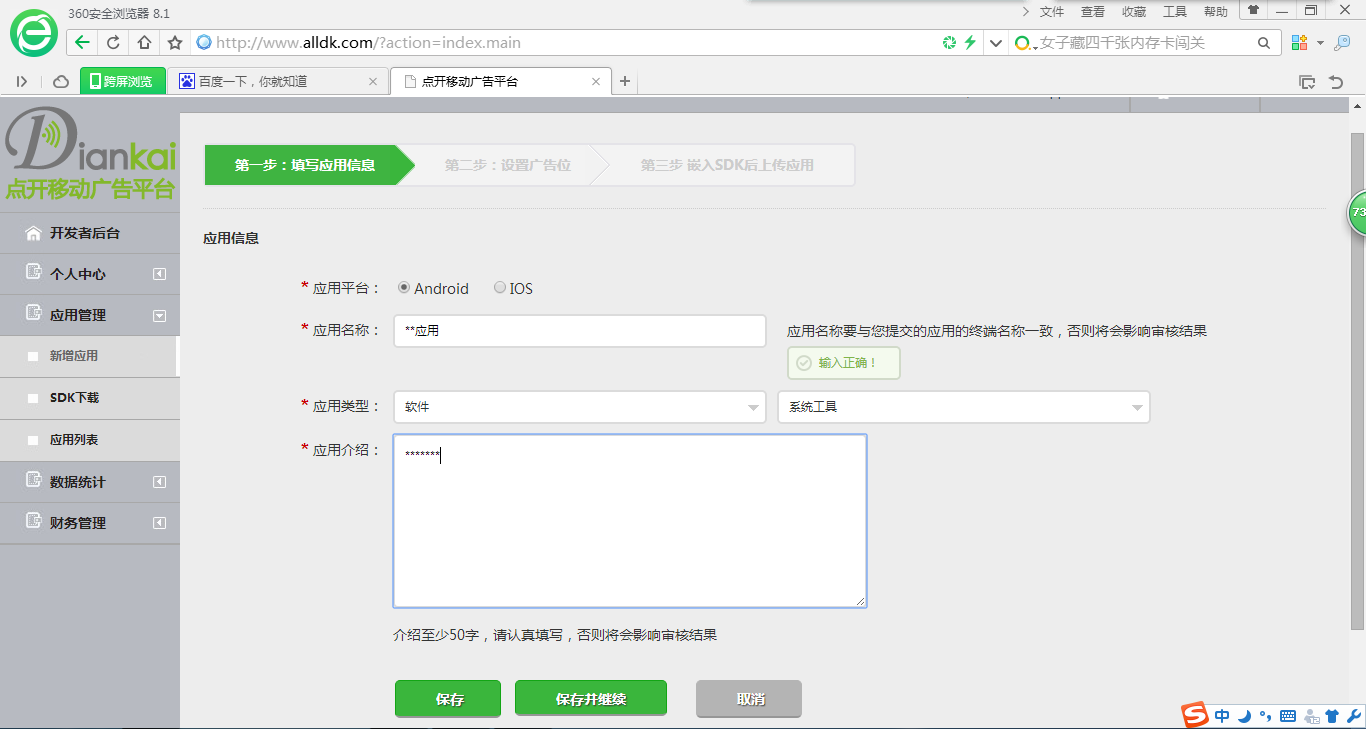 360安全浏览器 8.1
文件 查看 收藏 工具 帮助
http://www.alldk.com/?action=index.main
女子藏四千张内存卡闯关
跨屏浏览
百度一下，你就知道
点开移动广告平台
Diankai
点开移动广告平台
第一步：填写应用信息
第二步：设置广告位
第三步 嵌入SDK后上传应用
73
开发者后台
应用信息
个人中心
* 应用平台： Android IOS
应用管理
* 应用名称： **应用 应用名称要与您提交的应用的终端名称一致，否则将会影响审核结果
新增应用
输入正确！
SDK下载
* 应用类型： 软件 系统工具
应用列表
* 应用介绍： *******
数据统计
财务管理
介绍至少50字，请认真填写，否则将会影响审核结果
保存 保存并继续 取消
S 中